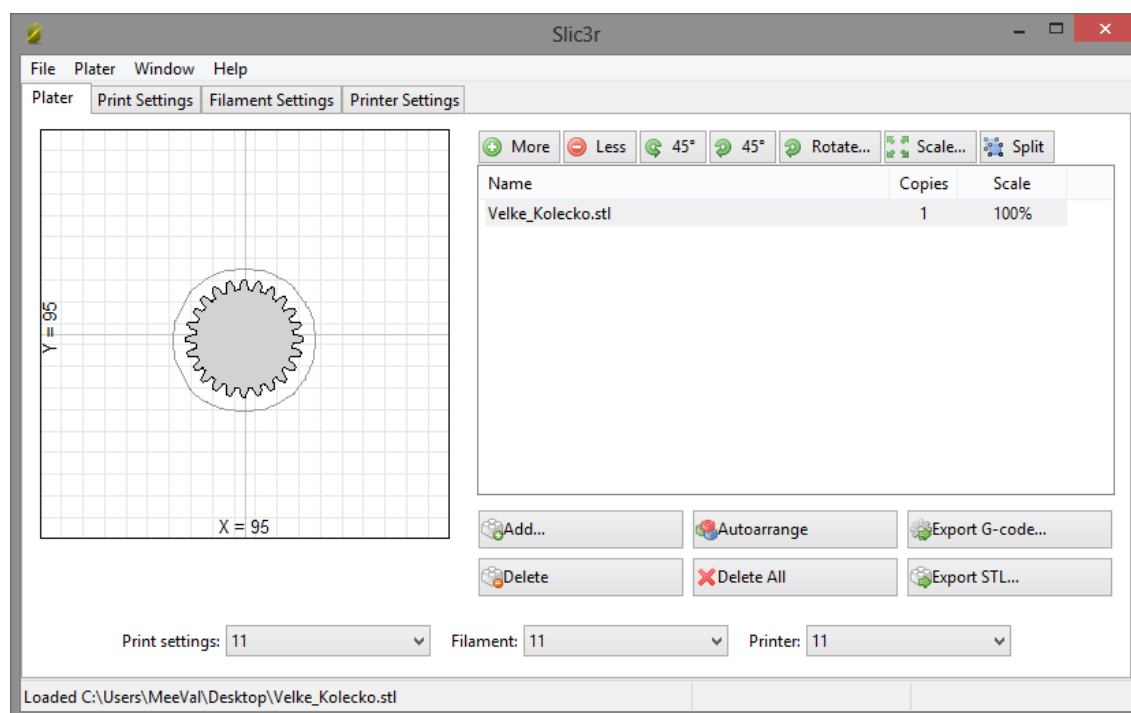 Slic3r
File Plater Window Help
Plater Print Settings Filament Settings Printer Settings
More Less 45° 45° Rotate... Scale... Split
Name Copies Scale
Velke_Kolecko.stl 1 100%
Y = 95
X = 95
Add... Autoarrange Export G-code...
Delete Delete All Export STL...
Print settings: 11 Filament: 11 Printer: 11
Loaded C:\Users\MeeVal\Desktop\Velke_Kolecko.stl